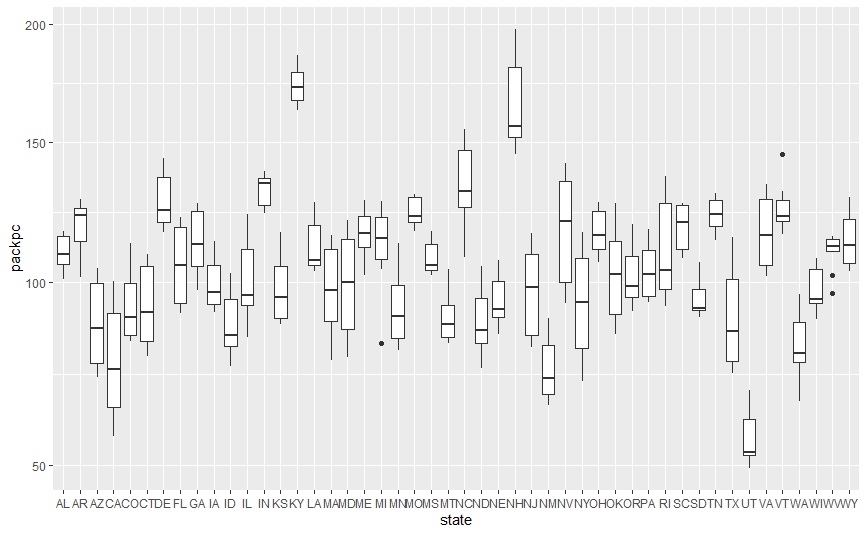 200
150
100
50
packpc
AL AR AZ CA CO CT DE FL GA IA ID IL IN KS KY LA MA MD ME MI MN MO MS MT NC ND NE NH NJ NM NV NY OH OK OR PA RI SC SD TN TX UT VA VT WA WI WV WY
state